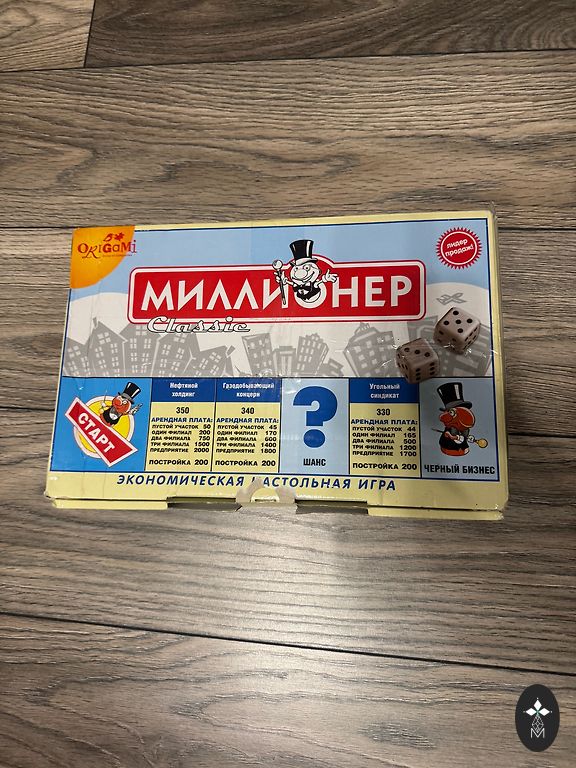 ORIGAMI
лидер
продаж!
МИЛЛИОНЕР
Classic
СТАРТ
Нефтяной
холдинг
350
АРЕНДНАЯ ПЛАТА:
ПУСТОЙ УЧАСТОК 50
ОДИН ФИЛИАЛ 200
ДВА ФИЛИАЛА 750
ТРИ ФИЛИАЛА 1500
ПРЕДПРИЯТИЕ 2000
ПОСТРОЙКА 200
Газодобывающий
концерн
340
АРЕНДНАЯ ПЛАТА:
ПУСТОЙ УЧАСТОК 45
ОДИН ФИЛИАЛ 170
ДВА ФИЛИАЛА 600
ТРИ ФИЛИАЛА 1400
ПРЕДПРИЯТИЕ 1800
ПОСТРОЙКА 200
?
ШАНС
Угольный
синдикат
330
АРЕНДНАЯ ПЛАТА:
ПУСТОЙ УЧАСТОК 44
ОДИН ФИЛИАЛ 165
ДВА ФИЛИАЛА 500
ТРИ ФИЛИАЛА 1200
ПРЕДПРИЯТИЕ 1700
ПОСТРОЙКА 200
ЧЕРНЫЙ БИЗНЕС
ЭКОНОМИЧЕСКАЯ НАСТОЛЬНАЯ ИГРА
M